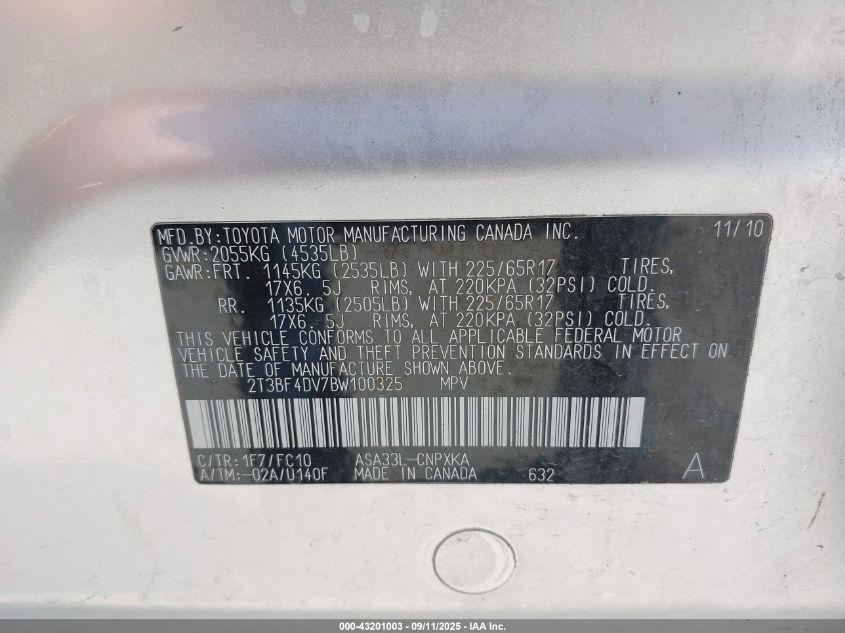 MFD. BY: TOYOTA MOTOR MANUFACTURING CANADA INC. 11/10
GVWR: 2055KG (4535LB)
GAWR: FRT. 1145KG (2535LB) WITH 225/65R17 TIRES,
17X6. 5J RIMS, AT 220KPA (32PSI) COLD.
RR. 1135KG (2505LB) WITH 225/65R17 TIRES,
17X6. 5J RIMS, AT 220KPA (32PSI) COLD.
THIS VEHICLE CONFORMS TO ALL APPLICABLE FEDERAL MOTOR
VEHICLE SAFETY AND THEFT PREVENTION STANDARDS IN EFFECT ON
THE DATE OF MANUFACTURE SHOWN ABOVE.
2T3BF4DV7BW100325 MPV
C/TR: 1F7/FC10 ASA33L-CNPXKA
A/TM: -02A/U140F MADE IN CANADA 632 A
000-43201003 - 09/11/2025 - IAA Inc.